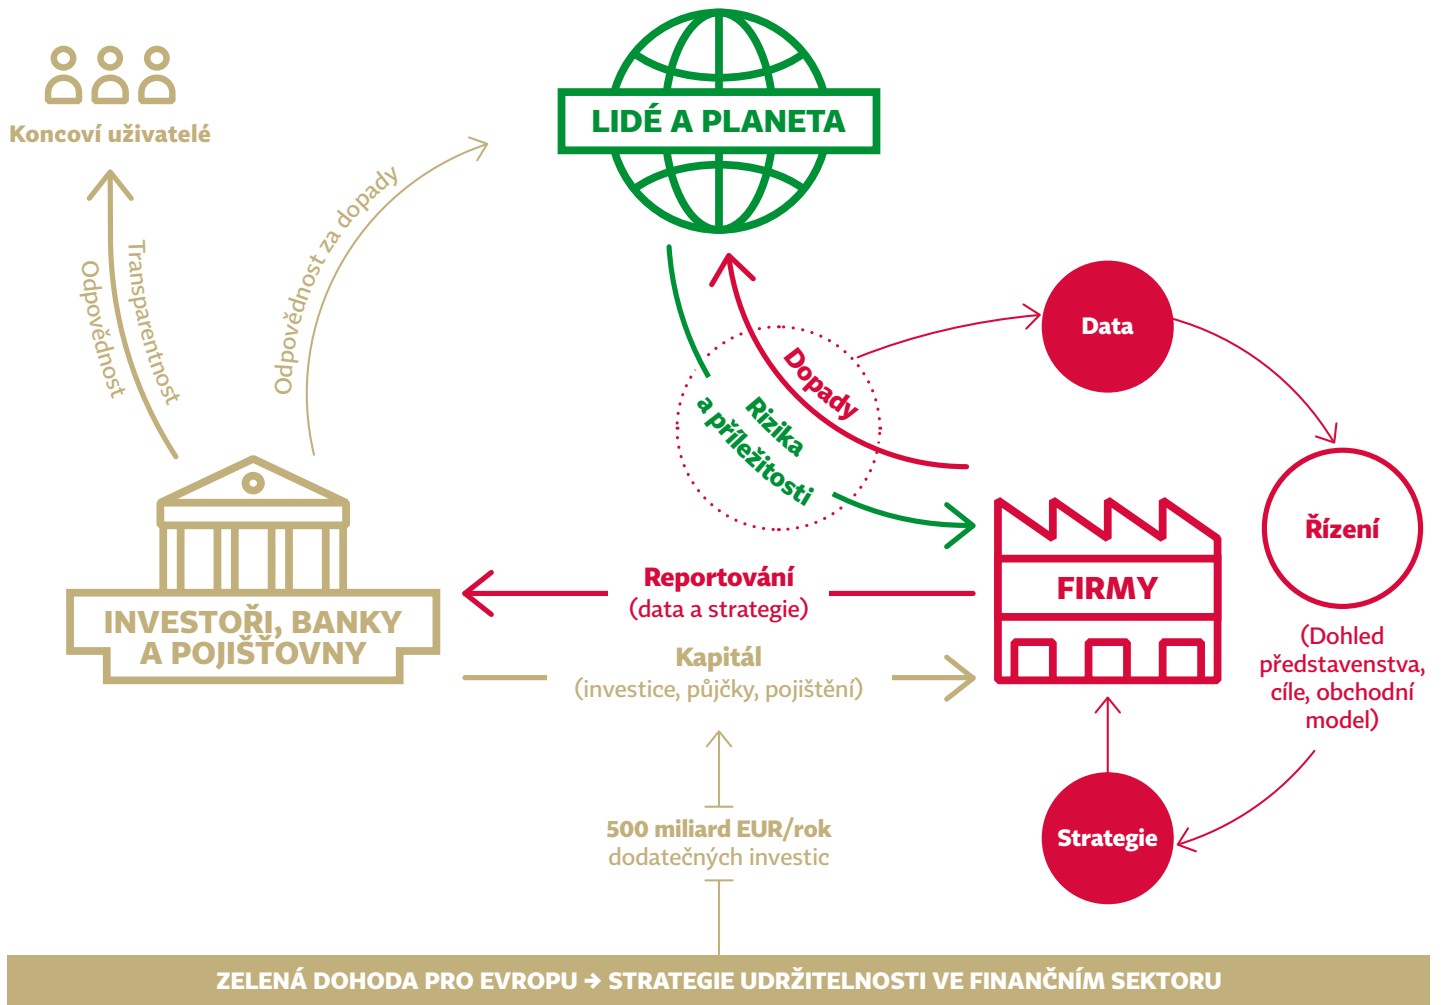 Koncoví uživatelé
LIDÉ A PLANETA
Transparentnost
Odpovědnost
Odpovědnost za dopady
Data
Dopady
Rizika
a příležitosti
Řízení
(Dohled
představenstva,
cíle, obchodní
model)
FIRMY
Reportování
(data a strategie)
INVESTOŘI, BANKY
A POJIŠŤOVNY
Kapitál
(investice, půjčky, pojištění)
Strategie
500 miliard EUR/rok
dodatečných investic
ZELENÁ DOHODA PRO EVROPU → STRATEGIE UDRŽITELNOSTI VE FINANČNÍM SEKTORU